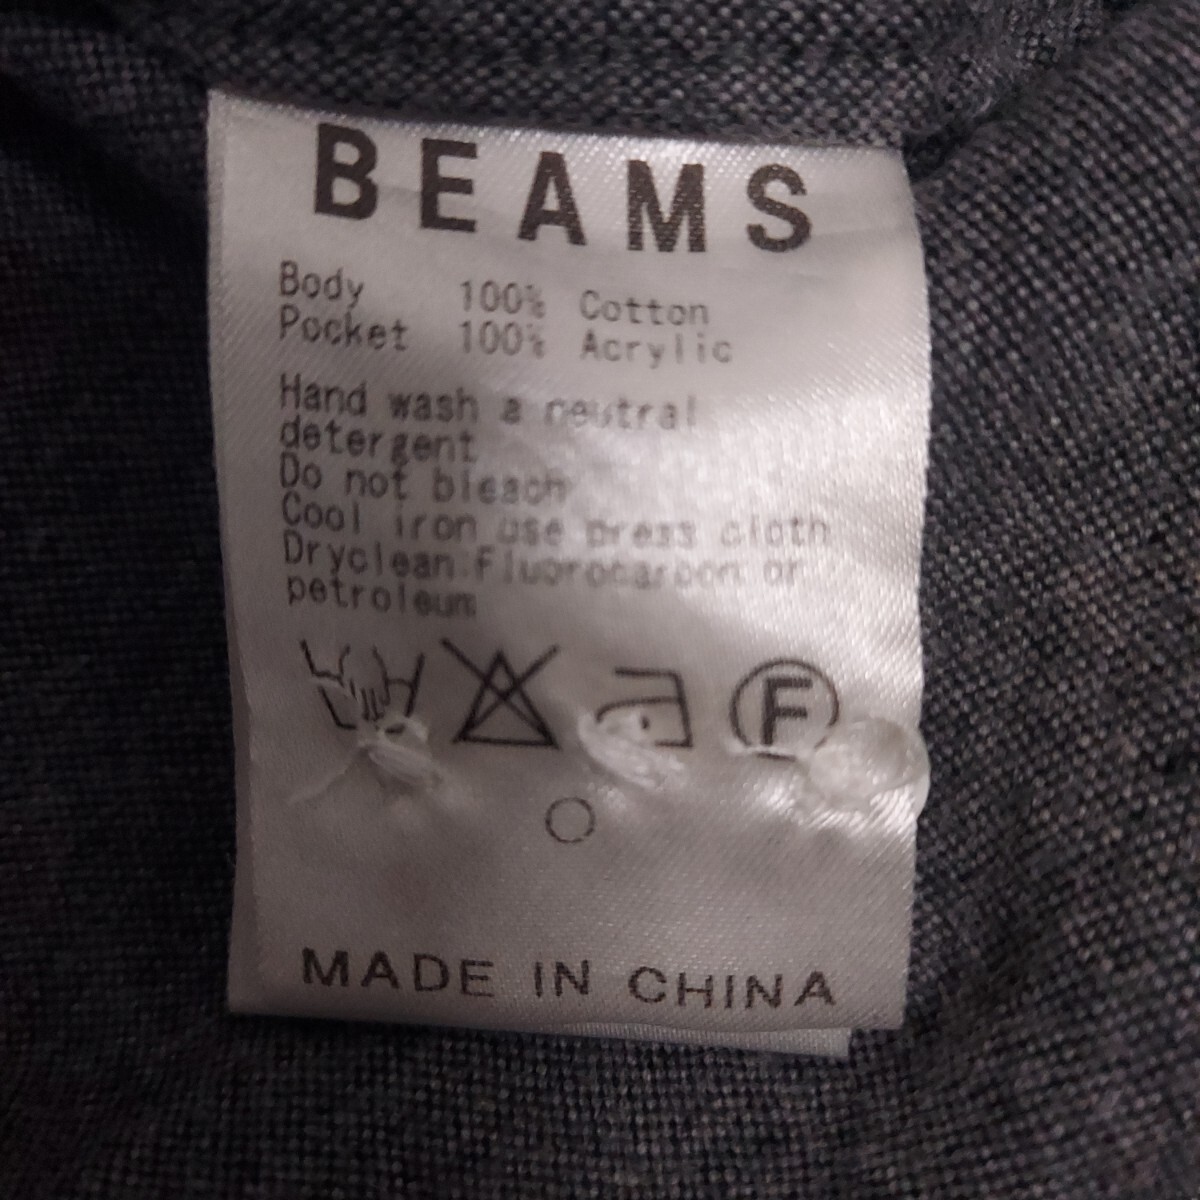 BEAMS
Body 100% Cotton
Pocket 100% Acrylic
Hand wash a neutral
detergent
Do not bleach
Cool iron use press cloth
Dryclean:Fluorocarbon or
petroleum
F
MADE IN CHINA